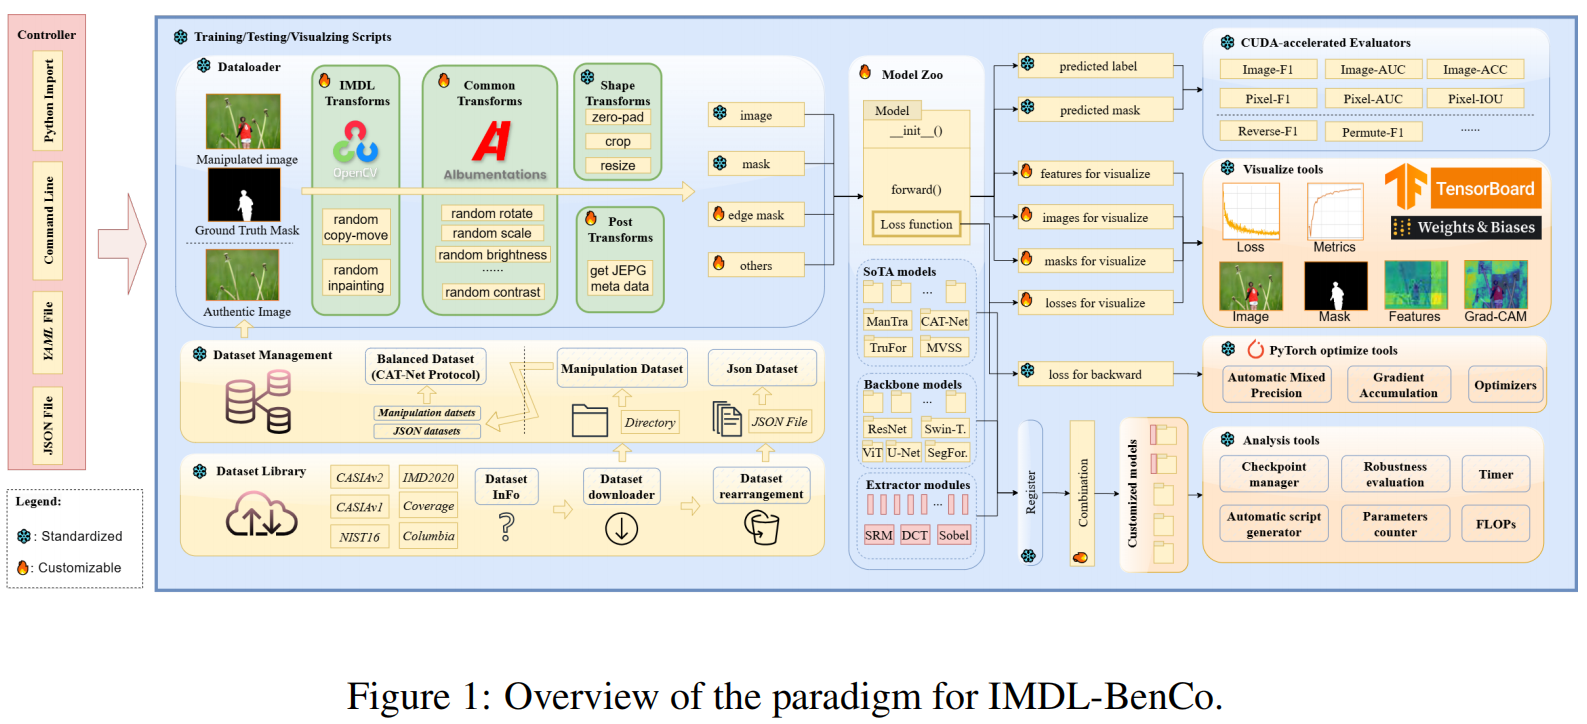 Controller
Python Import
Command Line
YAML File
JSON File
Legend:
: Standardized
: Customizable
Training/Testing/Visualzing Scripts
Dataloader
Manipulated image
Ground Truth Mask
Authentic Image
IMDL
Transforms
OpenCV
random
copy-move
random
inpainting
Common
Transforms
Albumentations
random rotate
random scale
random brightness
......
random contrast
Shape
Transforms
zero-pad
crop
resize
Post
Transforms
get JEPG
meta data
image
mask
edge mask
others
Dataset Management
Balanced Dataset
(CAT-Net Protocol)
Manipulation datsets
JSON datasets
Manipulation Dataset
Directory
Json Dataset
JSON File
Dataset Library
CASIAv2
IMD2020
CASIAv1
Coverage
NIST16
Columbia
Dataset
InFo
Dataset
downloader
Dataset
rearrangement
Model Zoo
Model
__init__()
forward()
Loss function
SoTA models
...
ManTra
CAT-Net
TruFor
MVSS
Backbone models
...
ResNet
Swin-T.
ViT
U-Net
SegFor.
Extractor modules
...
SRM
DCT
Sobel
predicted label
predicted mask
features for visualize
images for visualize
masks for visualize
losses for visualize
loss for backward
Register
Combination
Customized models
CUDA-accelerated Evaluators
Image-F1
Image-AUC
Image-ACC
Pixel-F1
Pixel-AUC
Pixel-IOU
Reverse-F1
Permute-F1
......
Visualize tools
Loss
Metrics
TensorBoard
Weights & Biases
Image
Mask
Features
Grad-CAM
PyTorch optimize tools
Automatic Mixed
Precision
Gradient
Accumulation
Optimizers
Analysis tools
Checkpoint
manager
Robustness
evaluation
Timer
Automatic script
generator
Parameters
counter
FLOPs
Figure 1: Overview of the paradigm for IMDL-BenCo.